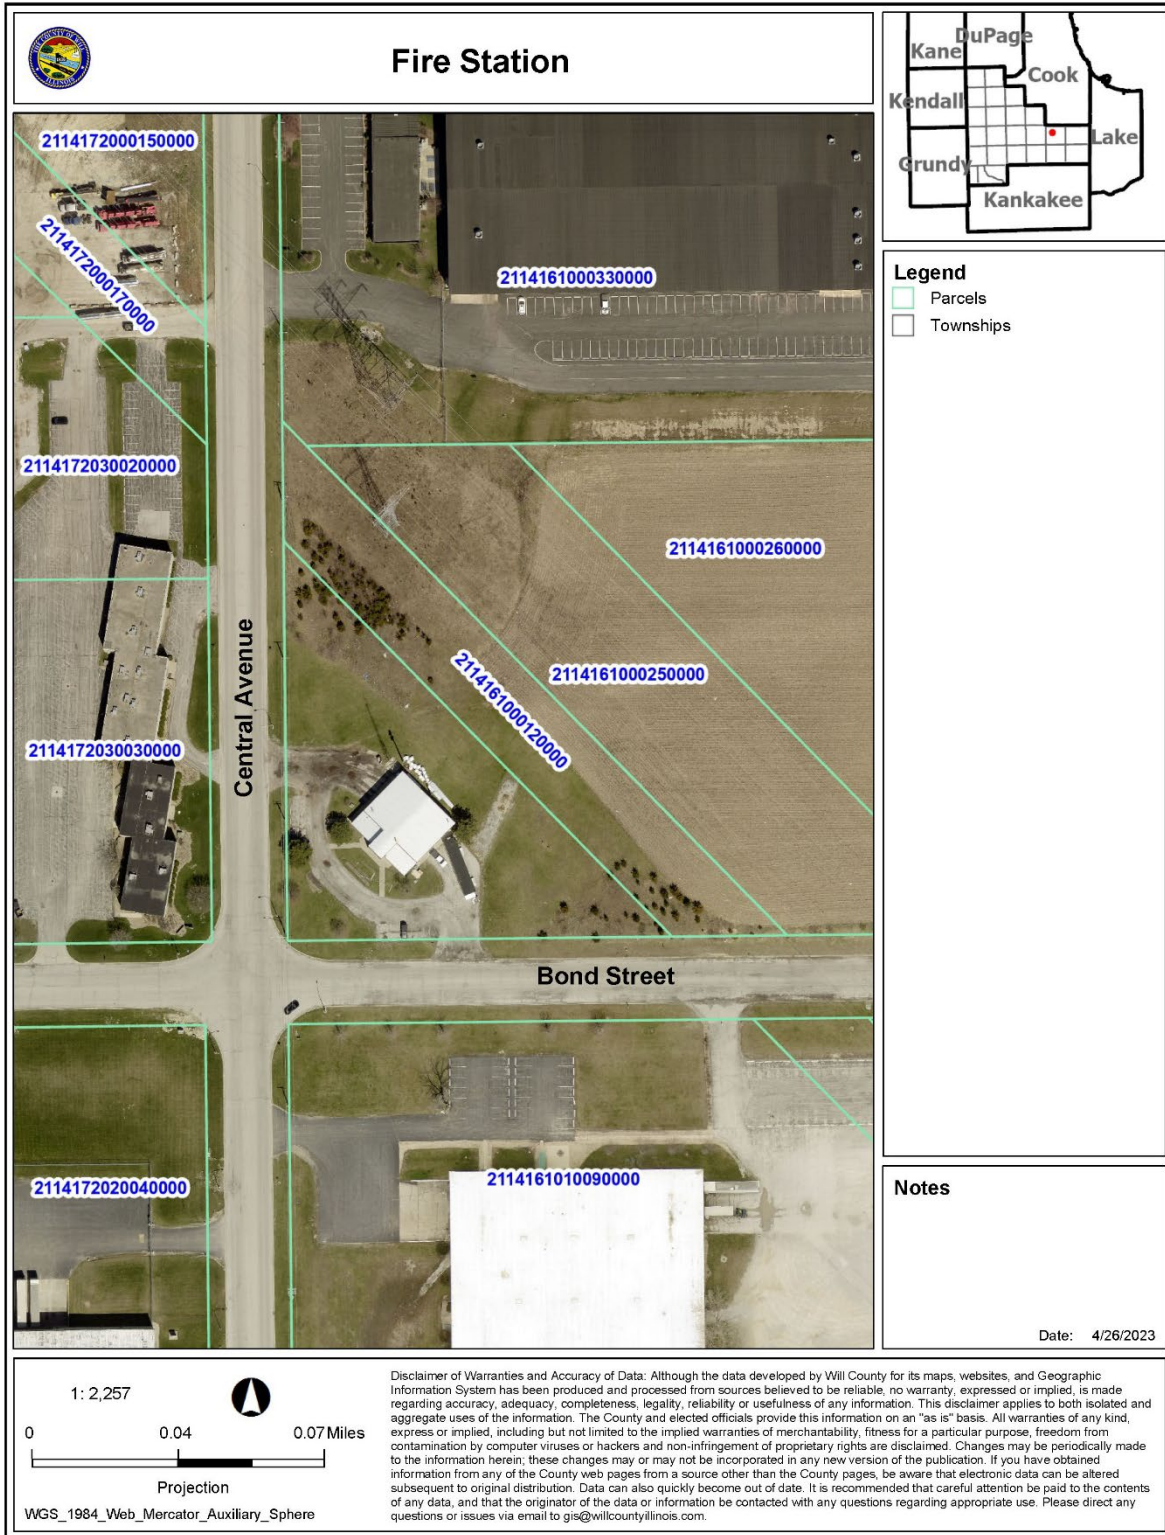 Fire Station
THE COUNTY OF WILL
ILLINOIS
DuPage
Kane
Cook
Kendall
Lake
Grundy
Kankakee
Legend
Parcels
Townships
2114172000150000
2114172000170000
2114161000330000
2114172030020000
2114161000260000
2114161000250000
2114161000120000
Central Avenue
2114172030030000
Bond Street
2114172020040000
2114161010090000
Notes
Date: 4/26/2023
1: 2,257
0 0.04 0.07 Miles
Projection
WGS_1984_Web_Mercator_Auxiliary_Sphere
Disclaimer of Warranties and Accuracy of Data: Although the data developed by Will County for its maps, websites, and Geographic
Information System has been produced and processed from sources believed to be reliable, no warranty, expressed or implied, is made
regarding accuracy, adequacy, completeness, legality, reliability or usefulness of any information. This disclaimer applies to both isolated and
aggregate uses of the information. The County and elected officials provide this information on an "as is" basis. All warranties of any kind,
express or implied, including but not limited to the implied warranties of merchantability, fitness for a particular purpose, freedom from
contamination by computer viruses or hackers and non-infringement of proprietary rights are disclaimed. Changes may be periodically made
to the information herein; these changes may or may not be incorporated in any new version of the publication. If you have obtained
information from any of the County web pages from a source other than the County pages, be aware that electronic data can be altered
subsequent to original distribution. Data can also quickly become out of date. It is recommended that careful attention be paid to the contents
of any data, and that the originator of the data or information be contacted with any questions regarding appropriate use. Please direct any
questions or issues via email to gis@willcountyillinois.com.